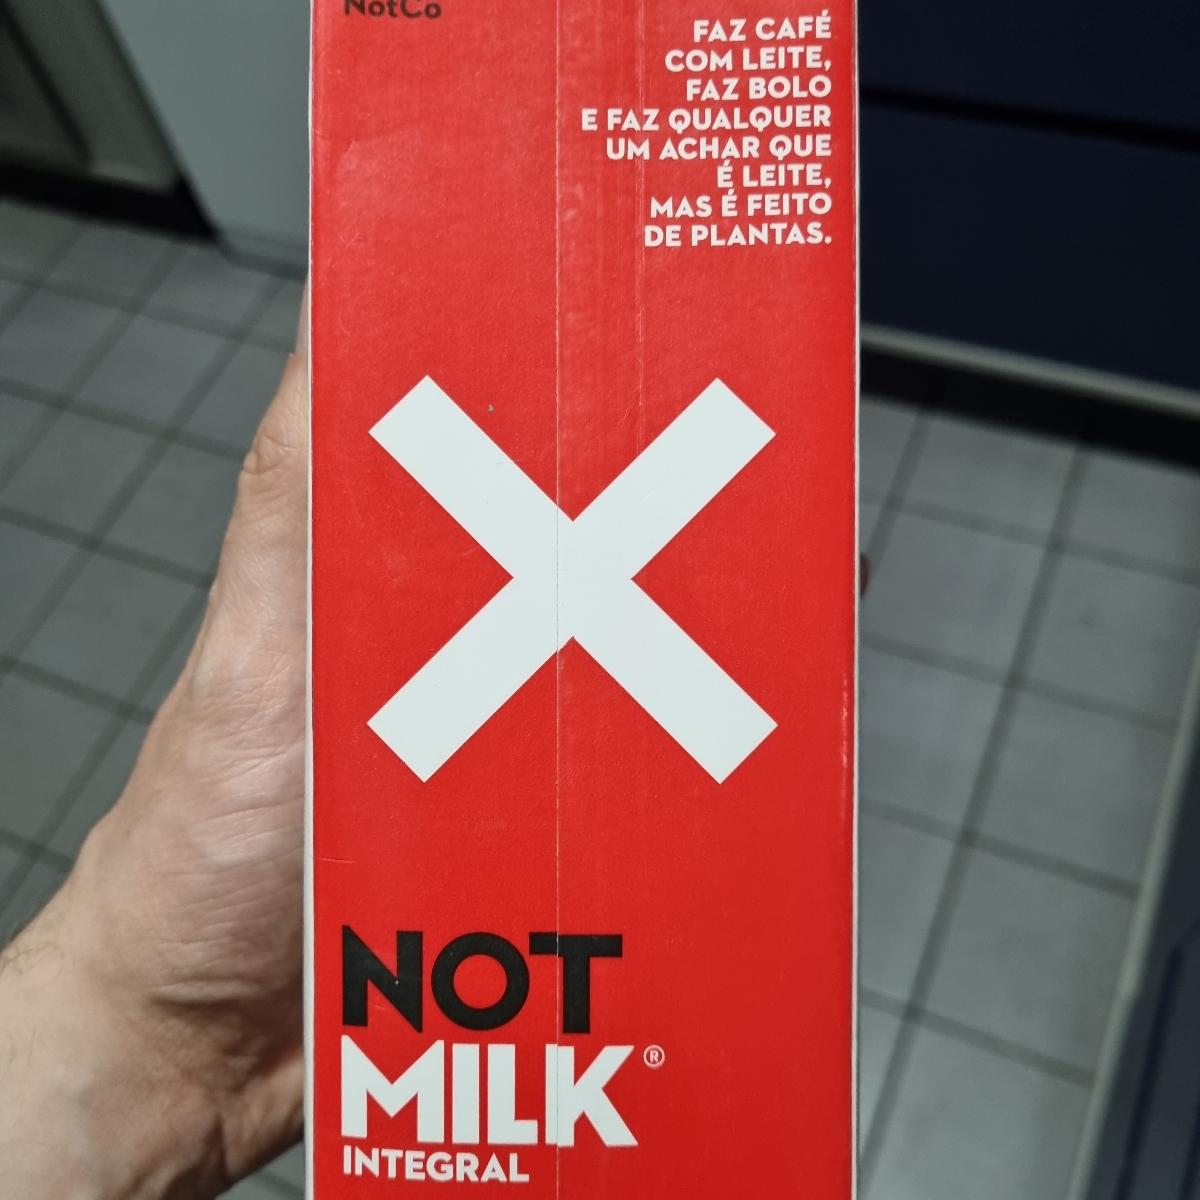 NotCo
FAZ CAFÉ
COM LEITE,
FAZ BOLO
E FAZ QUALQUER
UM ACHAR QUE
É LEITE,
MAS É FEITO
DE PLANTAS.
NOT
MILK®
INTEGRAL